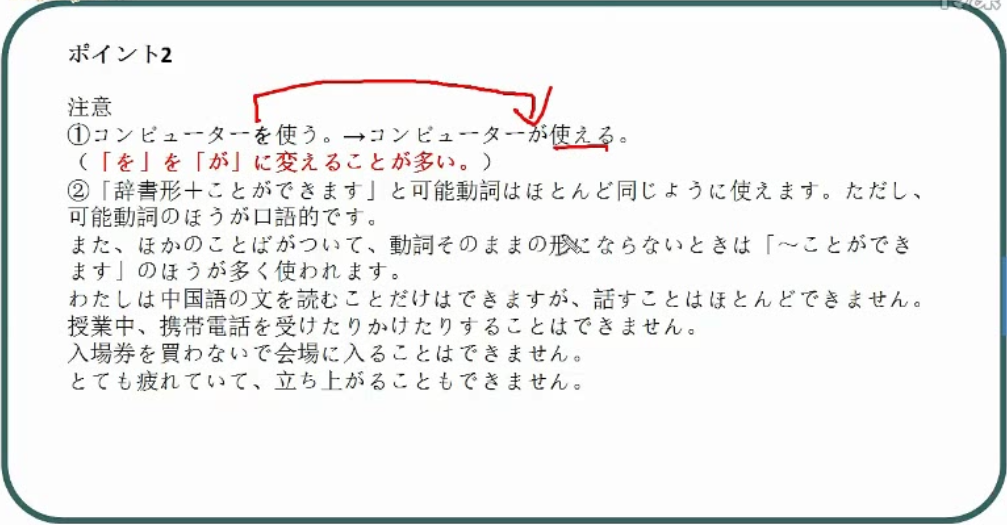 ポイント2
注意
①コンピューターを使う。→コンピューターが使える。
（「を」を「が」に変えることが多い。）
②「辞書形＋ことができます」と可能動詞はほとんど同じように使えます。ただし、
可能動詞のほうが口語的です。
また、ほかのことばがついて、動詞そのままの形にならないときは「～ことができ
ます」のほうが多く使われます。
わたしは中国語の文を読むことだけはできますが、話すことはほとんどできません。
授業中、携帯電話を受けたりかけたりすることはできません。
入場券を買わないで会場に入ることはできません。
とても疲れていて、立ち上がることもできません。